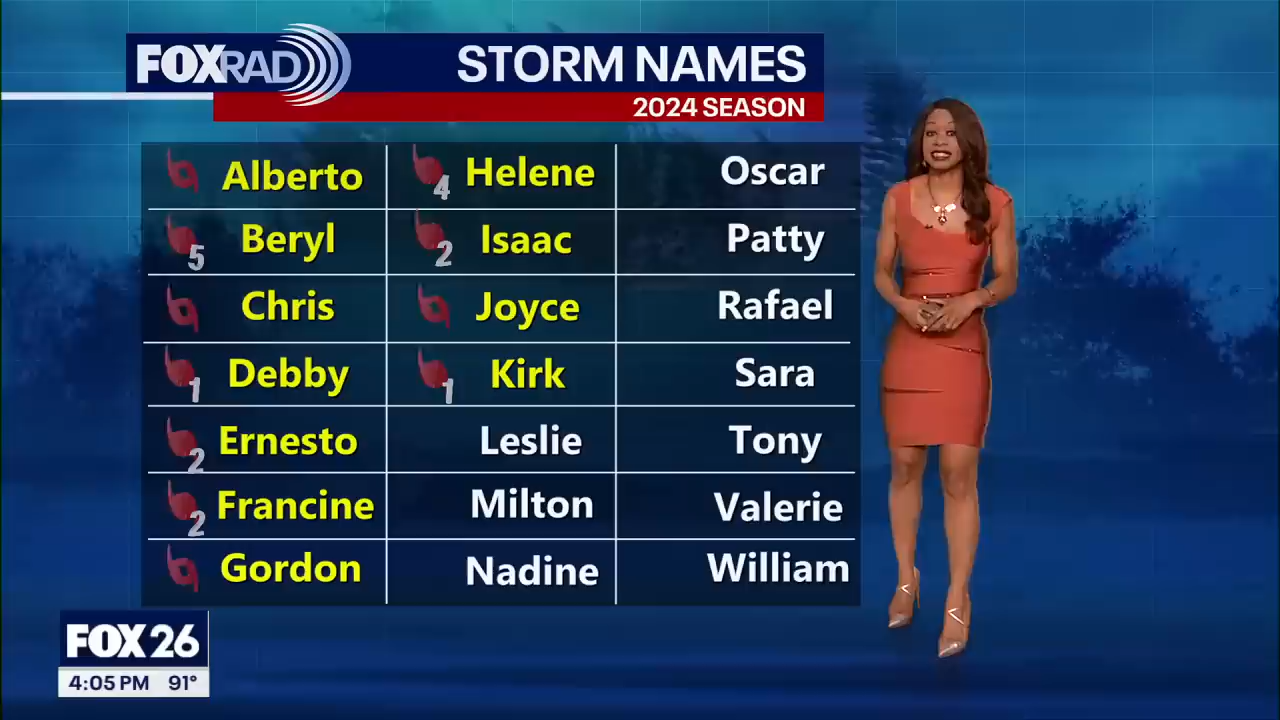 FOXRAD
STORM NAMES
2024 SEASON
Alberto
4 Helene
Oscar
5 Beryl
2 Isaac
Patty
Chris
Joyce
Rafael
1 Debby
1 Kirk
Sara
2 Ernesto
Leslie
Tony
2 Francine
Milton
Valerie
Gordon
Nadine
William
FOX 26
4:05 PM 91°